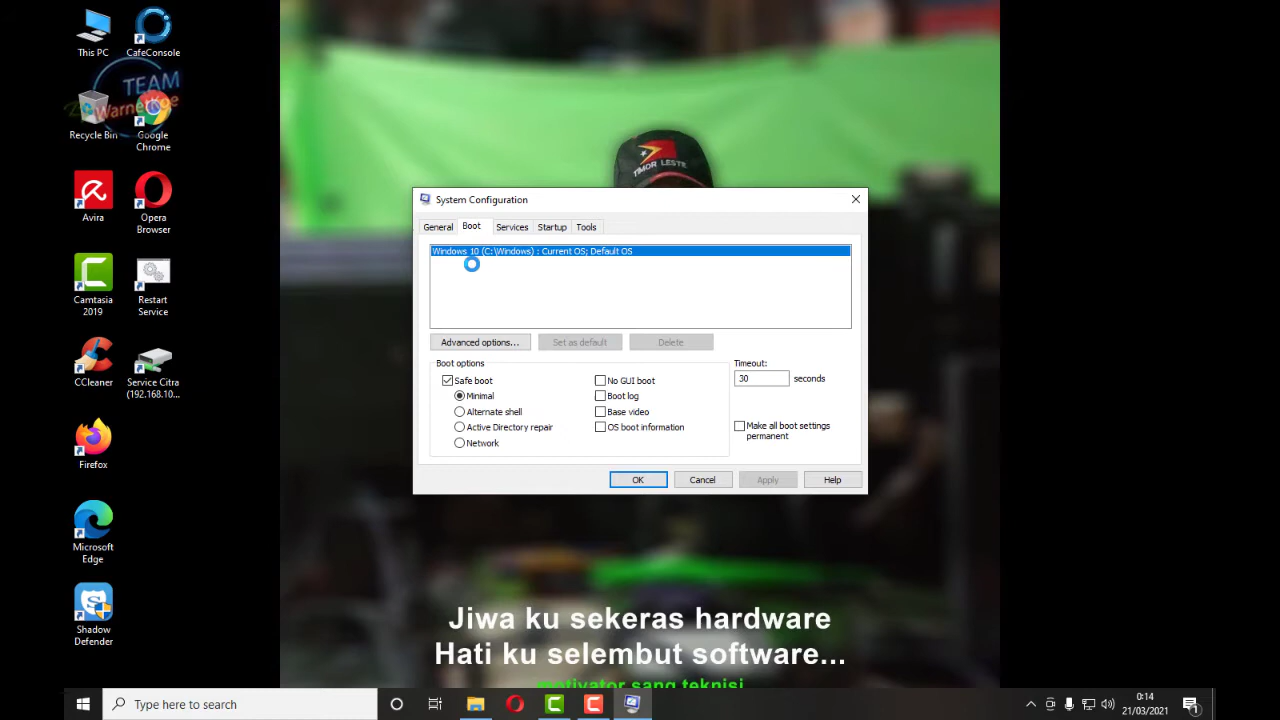 This PC
CafeConsole
TEAM
WarnerKoe
Recycle Bin
Google
Chrome
Avira
Opera
Browser
Camtasia
2019
Restart
Service
CCleaner
Service Citra
(192.168.10...
Firefox
Microsoft
Edge
Shadow
Defender
TIMOR LESTE
System Configuration
General
Boot
Services
Startup
Tools
Windows 10 (C:\Windows) : Current OS; Default OS
Advanced options...
Set as default
Delete
Boot options
Safe boot
Minimal
Alternate shell
Active Directory repair
Network
No GUI boot
Boot log
Base video
OS boot information
Timeout:
30 seconds
Make all boot settings
permanent
OK
Cancel
Apply
Help
Jiwa ku sekeras hardware
Hati ku selembut software...
motivator sang teknisi
Type here to search
0:14
21/03/2021
1